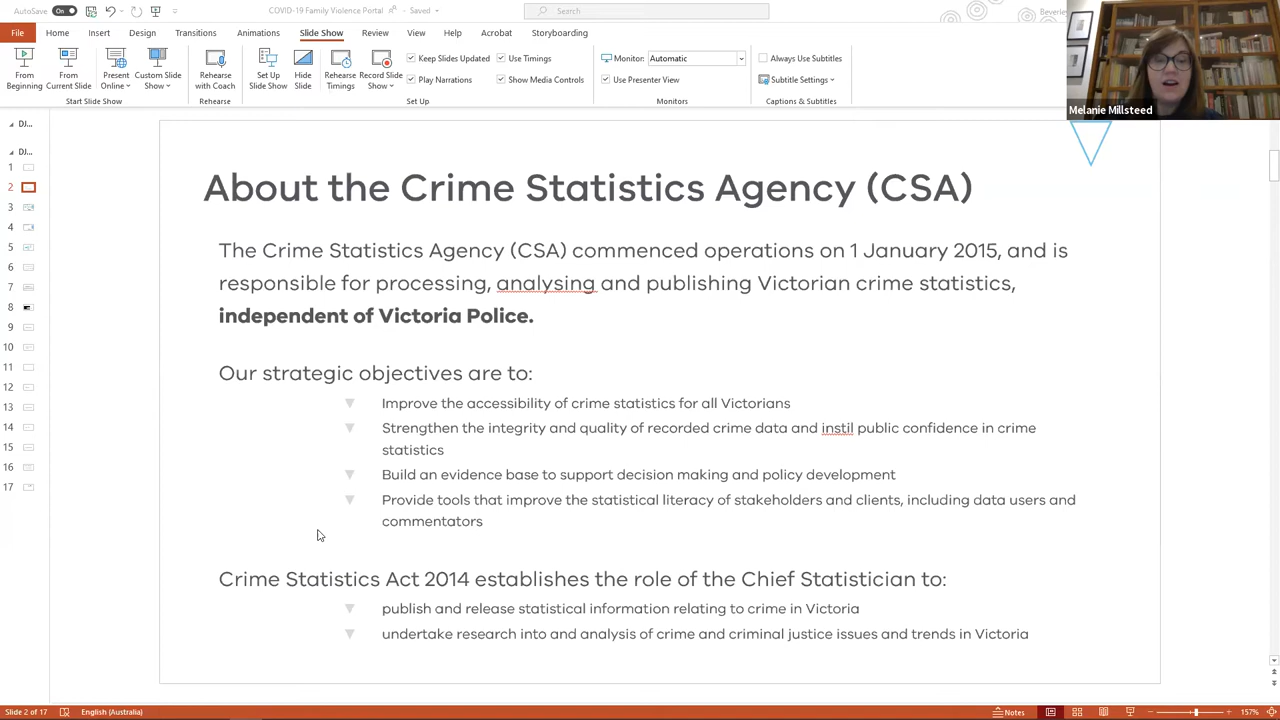 AutoSave On
COVID-19 Family Violence Portal
Saved
Search
Beverley
File Home Insert Design Transitions Animations Slide Show Review View Help Acrobat Storyboarding
From Beginning
From Current Slide
Present Online
Custom Slide Show
Start Slide Show
Rehearse with Coach
Rehearse
Set Up Slide Show
Hide Slide
Rehearse Timings
Record Slide Show
Keep Slides Updated
Play Narrations
Use Timings
Show Media Controls
Set Up
Monitor: Automatic
Use Presenter View
Monitors
Always Use Subtitles
Subtitle Settings
Captions & Subtitles
Melanie Millsteed
DJ...
DJ...
1
2
3
4
5
6
7
8
9
10
11
12
13
14
15
16
17
About the Crime Statistics Agency (CSA)
The Crime Statistics Agency (CSA) commenced operations on 1 January 2015, and is
responsible for processing, analysing and publishing Victorian crime statistics,
independent of Victoria Police.
Our strategic objectives are to:
Improve the accessibility of crime statistics for all Victorians
Strengthen the integrity and quality of recorded crime data and instil public confidence in crime
statistics
Build an evidence base to support decision making and policy development
Provide tools that improve the statistical literacy of stakeholders and clients, including data users and
commentators
Crime Statistics Act 2014 establishes the role of the Chief Statistician to:
publish and release statistical information relating to crime in Victoria
undertake research into and analysis of crime and criminal justice issues and trends in Victoria
Slide 2 of 17 English (Australia) Notes 157%